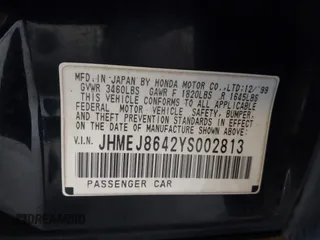 MFD. IN JAPAN BY HONDA MOTOR CO., LTD.:12/'99
GVWR 3460LBS GAWR F 1820LBS R 1645LBS
THIS VEHICLE CONFORMS TO ALL APPLICABLE
FEDERAL MOTOR VEHICLE SAFETY, BUMPER,
AND THEFT PREVENTION STANDARDS IN EFFECT
ON THE DATE OF MANUFACTURE SHOWN ABOVE.
V.I.N. JHMEJ8642YS002813
PASSENGER CAR
© STATDREAMBID